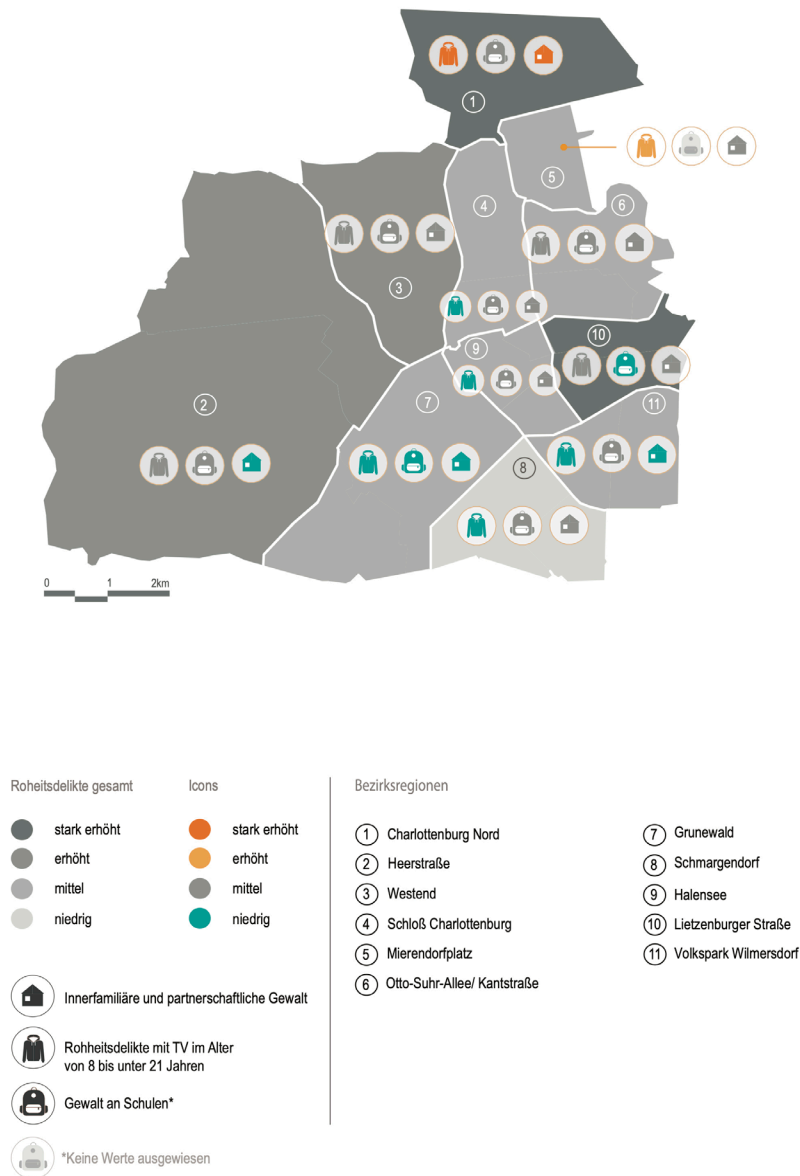 1
5
4
6
3
10
9
2
7
11
8
0 1 2km
Roheitsdelikte gesamt
stark erhöht
erhöht
mittel
niedrig
Icons
stark erhöht
erhöht
mittel
niedrig
Innerfamiliäre und partnerschaftliche Gewalt
Rohheitsdelikte mit TV im Alter
von 8 bis unter 21 Jahren
Gewalt an Schulen*
*Keine Werte ausgewiesen
Bezirksregionen
1 Charlottenburg Nord
2 Heerstraße
3 Westend
4 Schloß Charlottenburg
5 Mierendorfplatz
6 Otto-Suhr-Allee/ Kantstraße
7 Grunewald
8 Schmargendorf
9 Halensee
10 Lietzenburger Straße
11 Volkspark Wilmersdorf